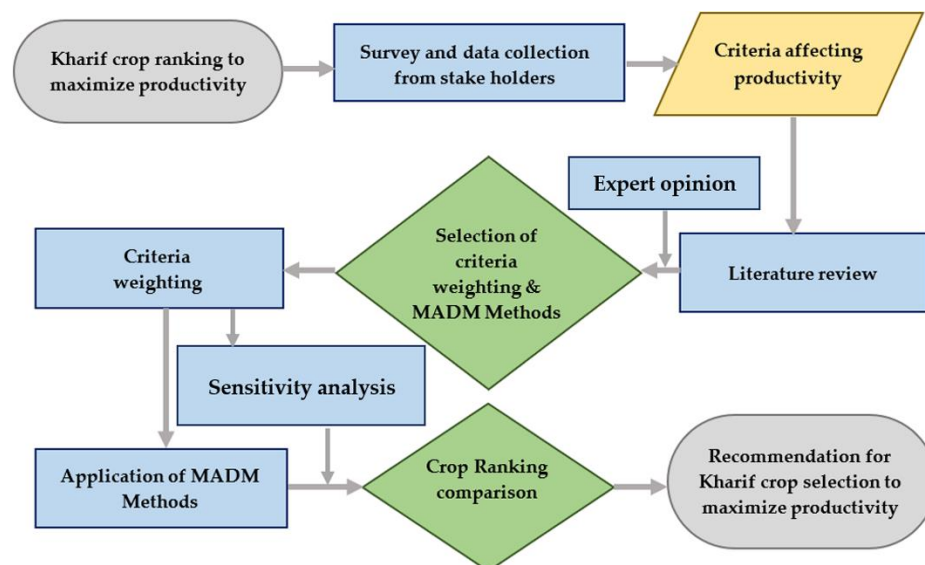 Kharif crop ranking to
maximize productivity
Survey and data collection
from stake holders
Criteria affecting
productivity
Expert opinion
Literature review
Selection of
criteria
weighting &
MADM Methods
Criteria
weighting
Sensitivity analysis
Application of MADM
Methods
Crop Ranking
comparison
Recommendation for
Kharif crop selection to
maximize productivity